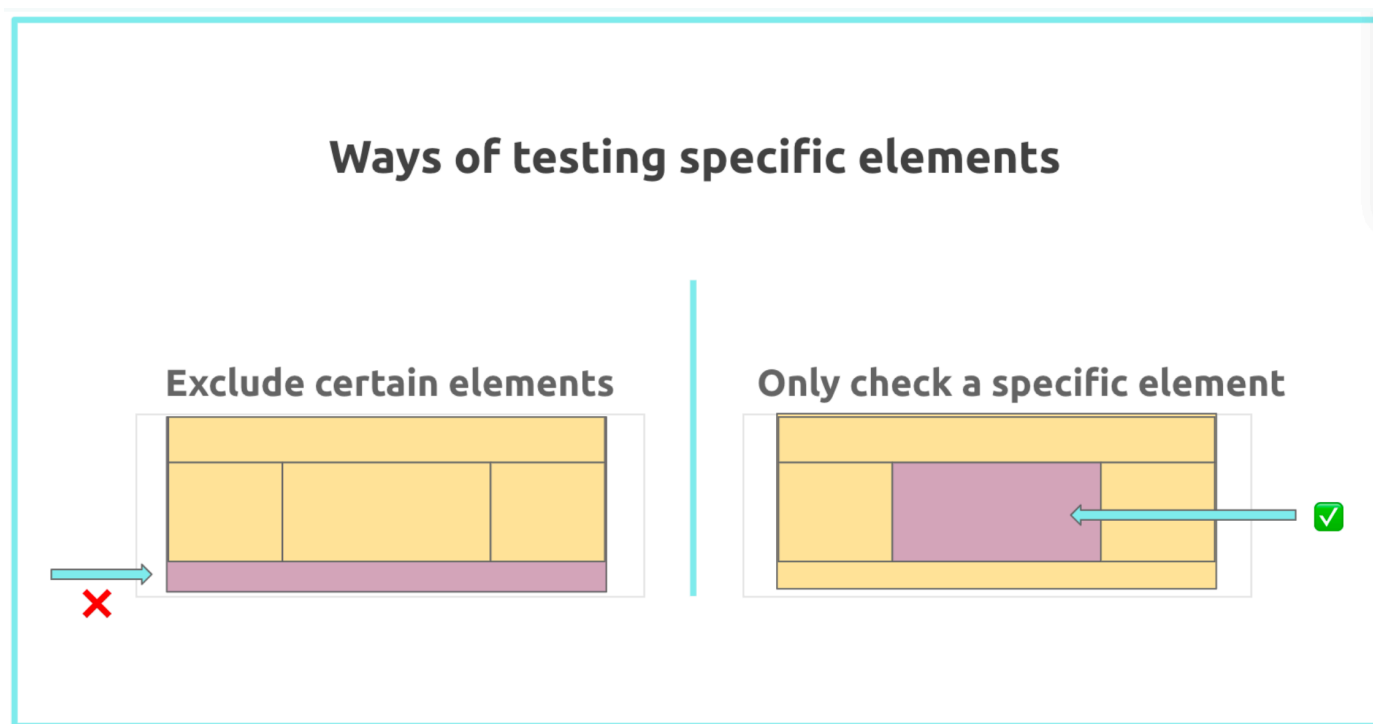 Ways of testing specific elements
Exclude certain elements
Only check a specific element